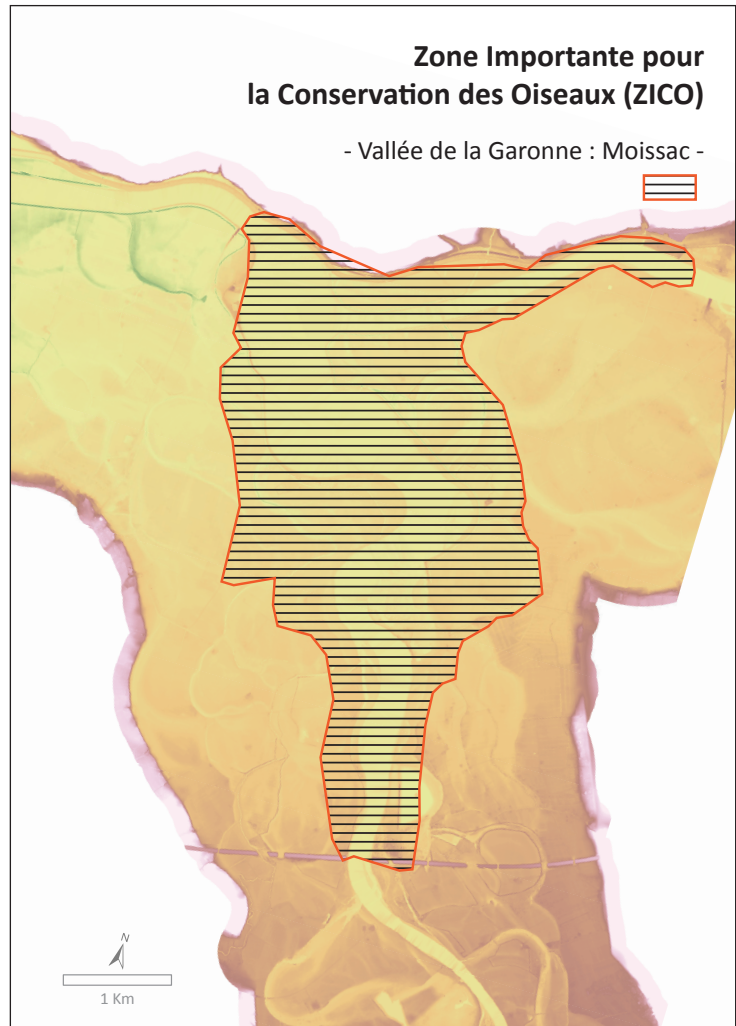 Zone Importante pour
la Conservation des Oiseaux (ZICO)
- Vallée de la Garonne : Moissac -
N
1 Km